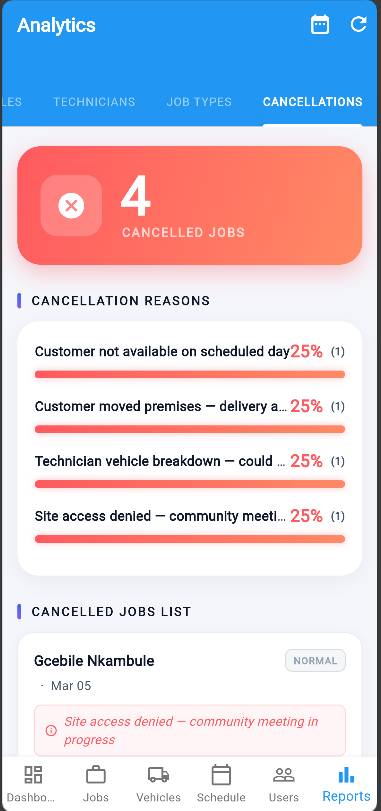 Analytics
LES TECHNICIANS JOB TYPES CANCELLATIONS
4
CANCELLED JOBS
CANCELLATION REASONS
Customer not available on scheduled day 25% (1)
Customer moved premises — delivery a... 25% (1)
Technician vehicle breakdown — could ... 25% (1)
Site access denied — community meeti... 25% (1)
CANCELLED JOBS LIST
Gcebile Nkambule NORMAL
· Mar 05
Site access denied — community meeting in
progress
Dashbo... Jobs Vehicles Schedule Users Reports